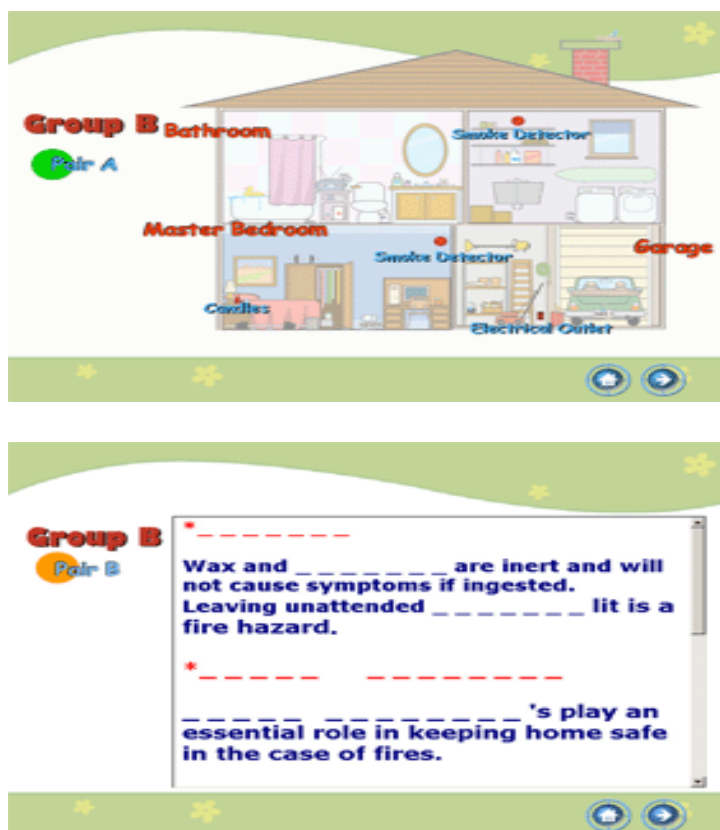 Group B
Pair A
Bathroom
Smoke Detector
Master Bedroom
Smoke Detector
Garage
Candles
Electrical Outlet
Group B
Pair B
*_ _ _ _ _ _ _
Wax and _ _ _ _ _ _ _ are inert and will
not cause symptoms if ingested.
Leaving unattended _ _ _ _ _ _ _ lit is a
fire hazard.
*_ _ _ _ _ _ _ _ _ _ _ _ _
_ _ _ _ _ _ _ _ _ _ _ _ _ 's play an
essential role in keeping home safe
in the case of fires.